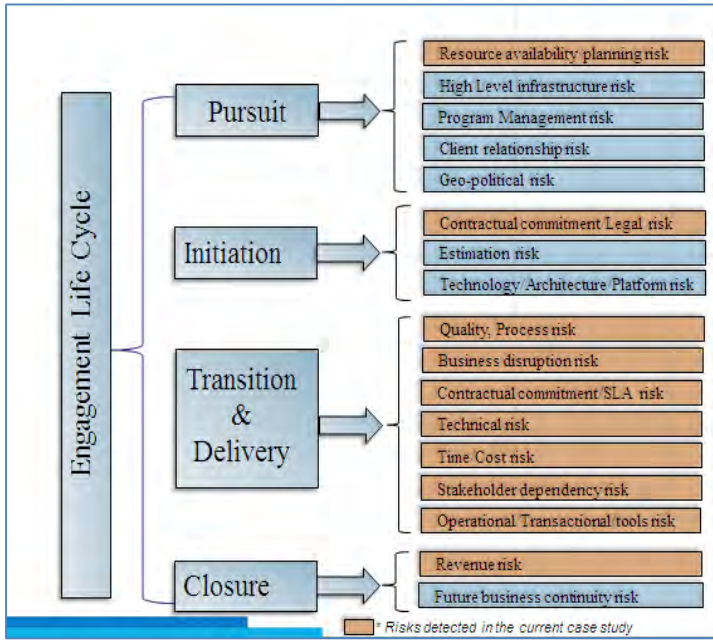 Engagement Life Cycle
Pursuit
Resource availability planning risk
High Level infrastructure risk
Program Management risk
Client relationship risk
Geo-political risk
Initiation
Contractual commitment Legal risk
Estimation risk
Technology/Architecture/Platform risk
Transition
&
Delivery
Quality, Process risk
Business disruption risk
Contractual commitment/SLA risk
Technical risk
Time/Cost risk
Stakeholder dependency risk
Operational Transactional/tools risk
Closure
Revenue risk
Future business continuity risk
* Risks detected in the current case study